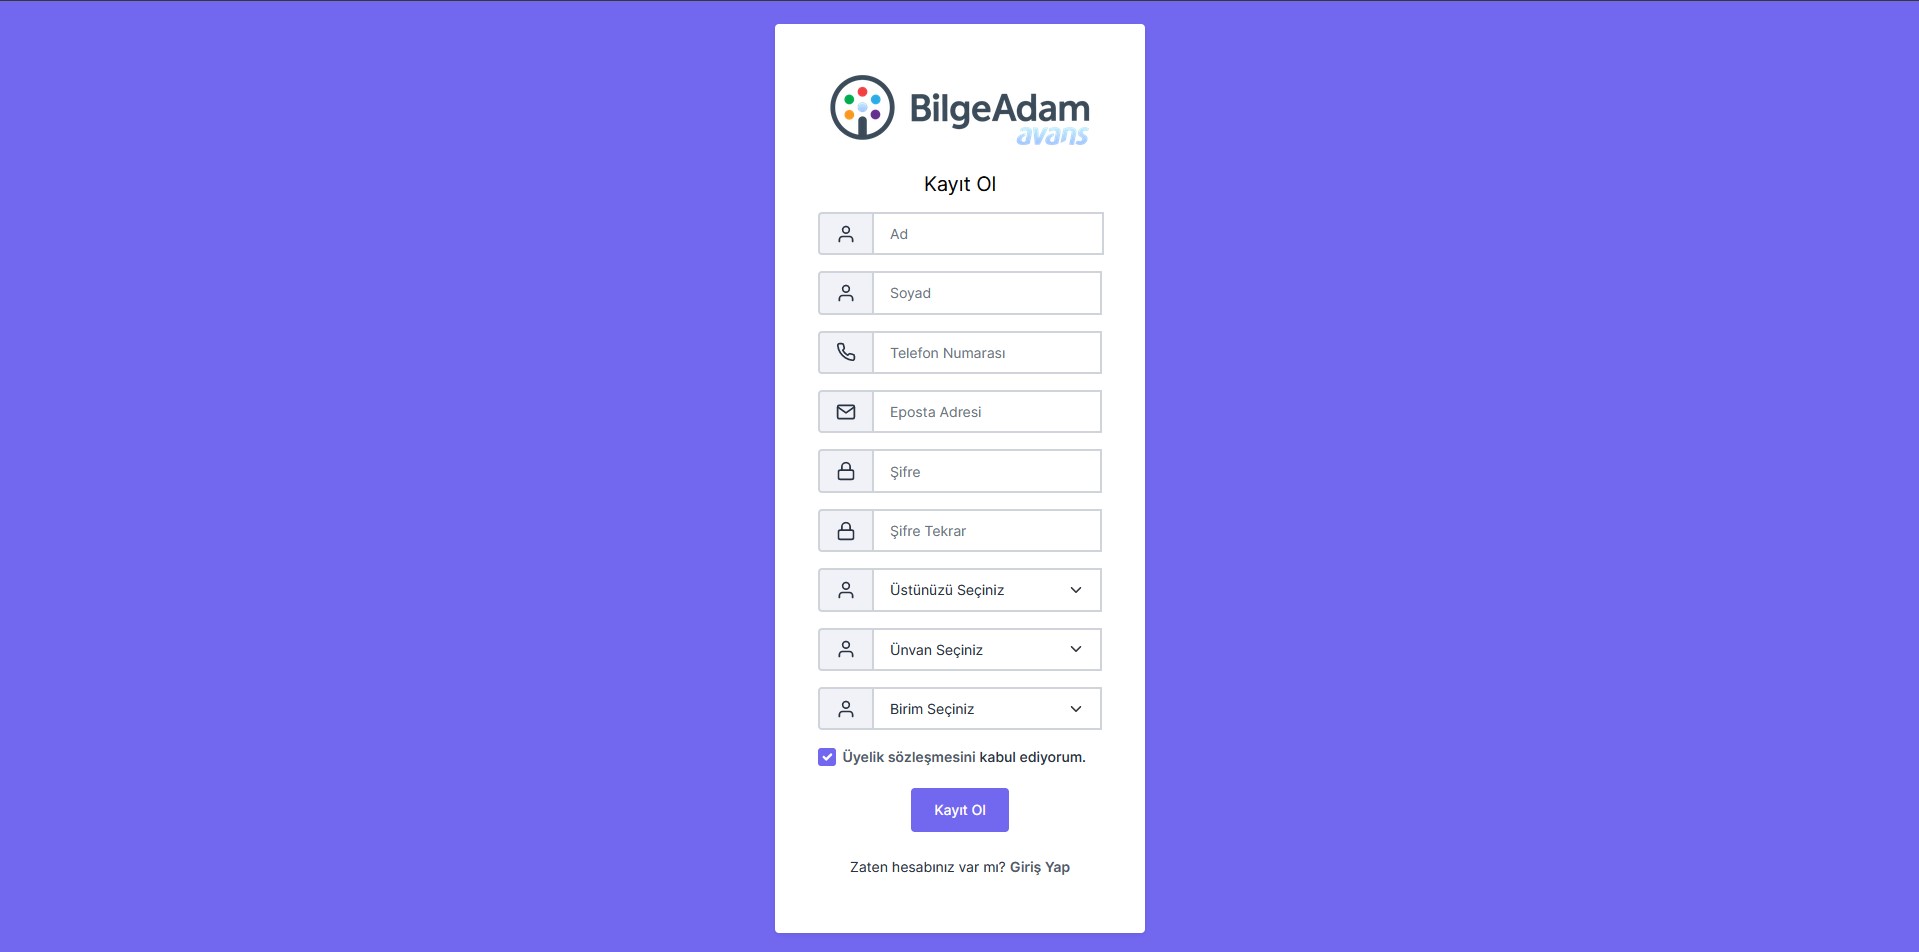 BilgeAdam
avans
Kayıt Ol
Ad
Soyad
Telefon Numarası
Eposta Adresi
Şifre
Şifre Tekrar
Üstünüzü Seçiniz
Ünvan Seçiniz
Birim Seçiniz
Üyelik sözleşmesini kabul ediyorum.
Kayıt Ol
Zaten hesabınız var mı? Giriş Yap